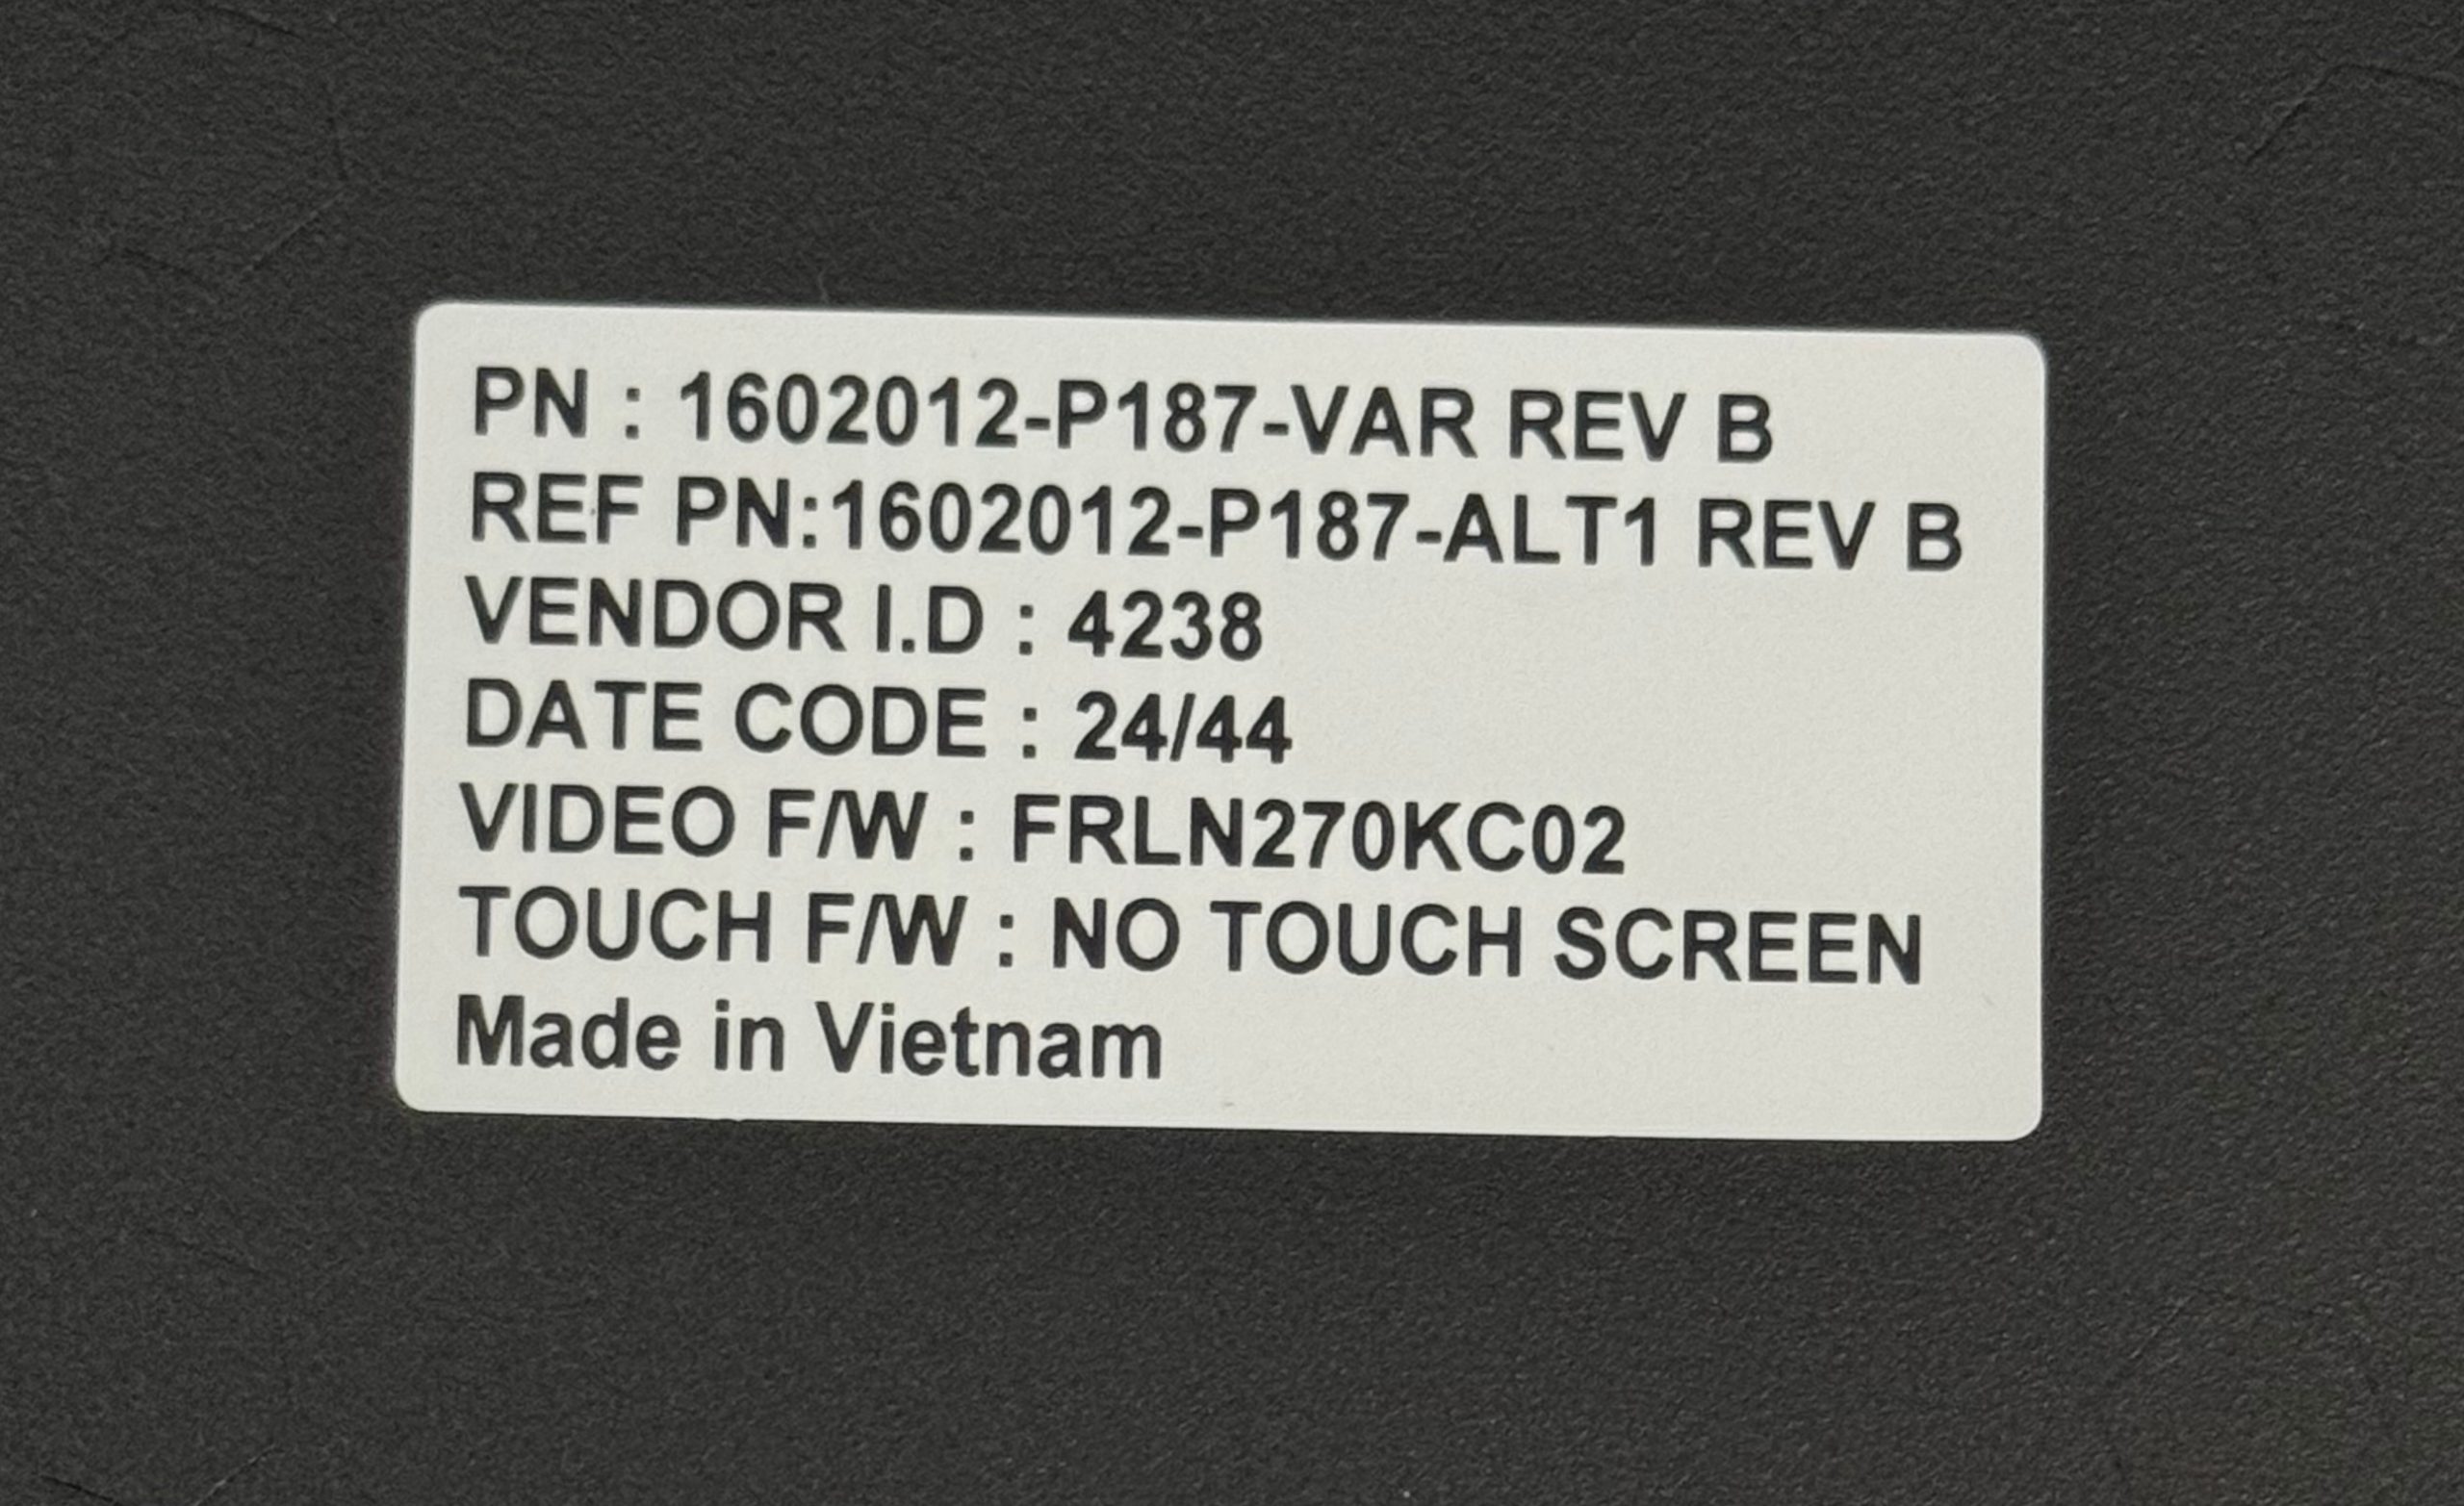 PN : 1602012-P187-VAR REV B
REF PN:1602012-P187-ALT1 REV B
VENDOR I.D : 4238
DATE CODE : 24/44
VIDEO F/W : FRLN270KC02
TOUCH F/W : NO TOUCH SCREEN
Made in Vietnam